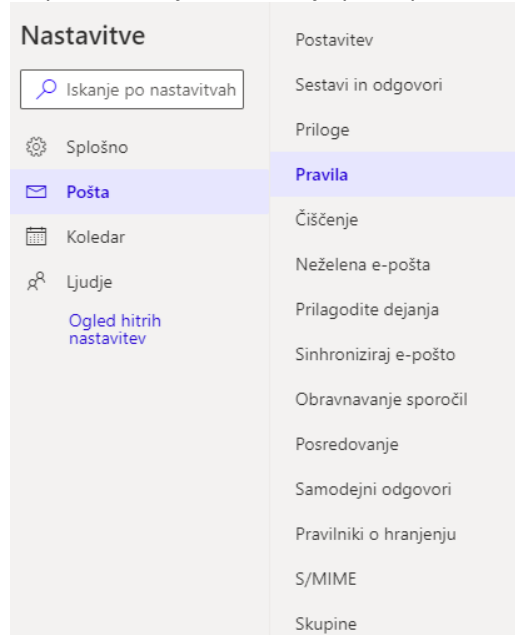 Nastavitve
Iskanje po nastavitvah
Splošno
Pošta
Koledar
Ljudje
Ogled hitrih
nastavitev
Postavitev
Sestavi in odgovori
Priloge
Pravila
Čiščenje
Neželena e-pošta
Prilagodite dejanja
Sinhroniziraj e-pošto
Obravnavanje sporočil
Posredovanje
Samodejni odgovori
Pravilniki o hranjenju
S/MIME
Skupine